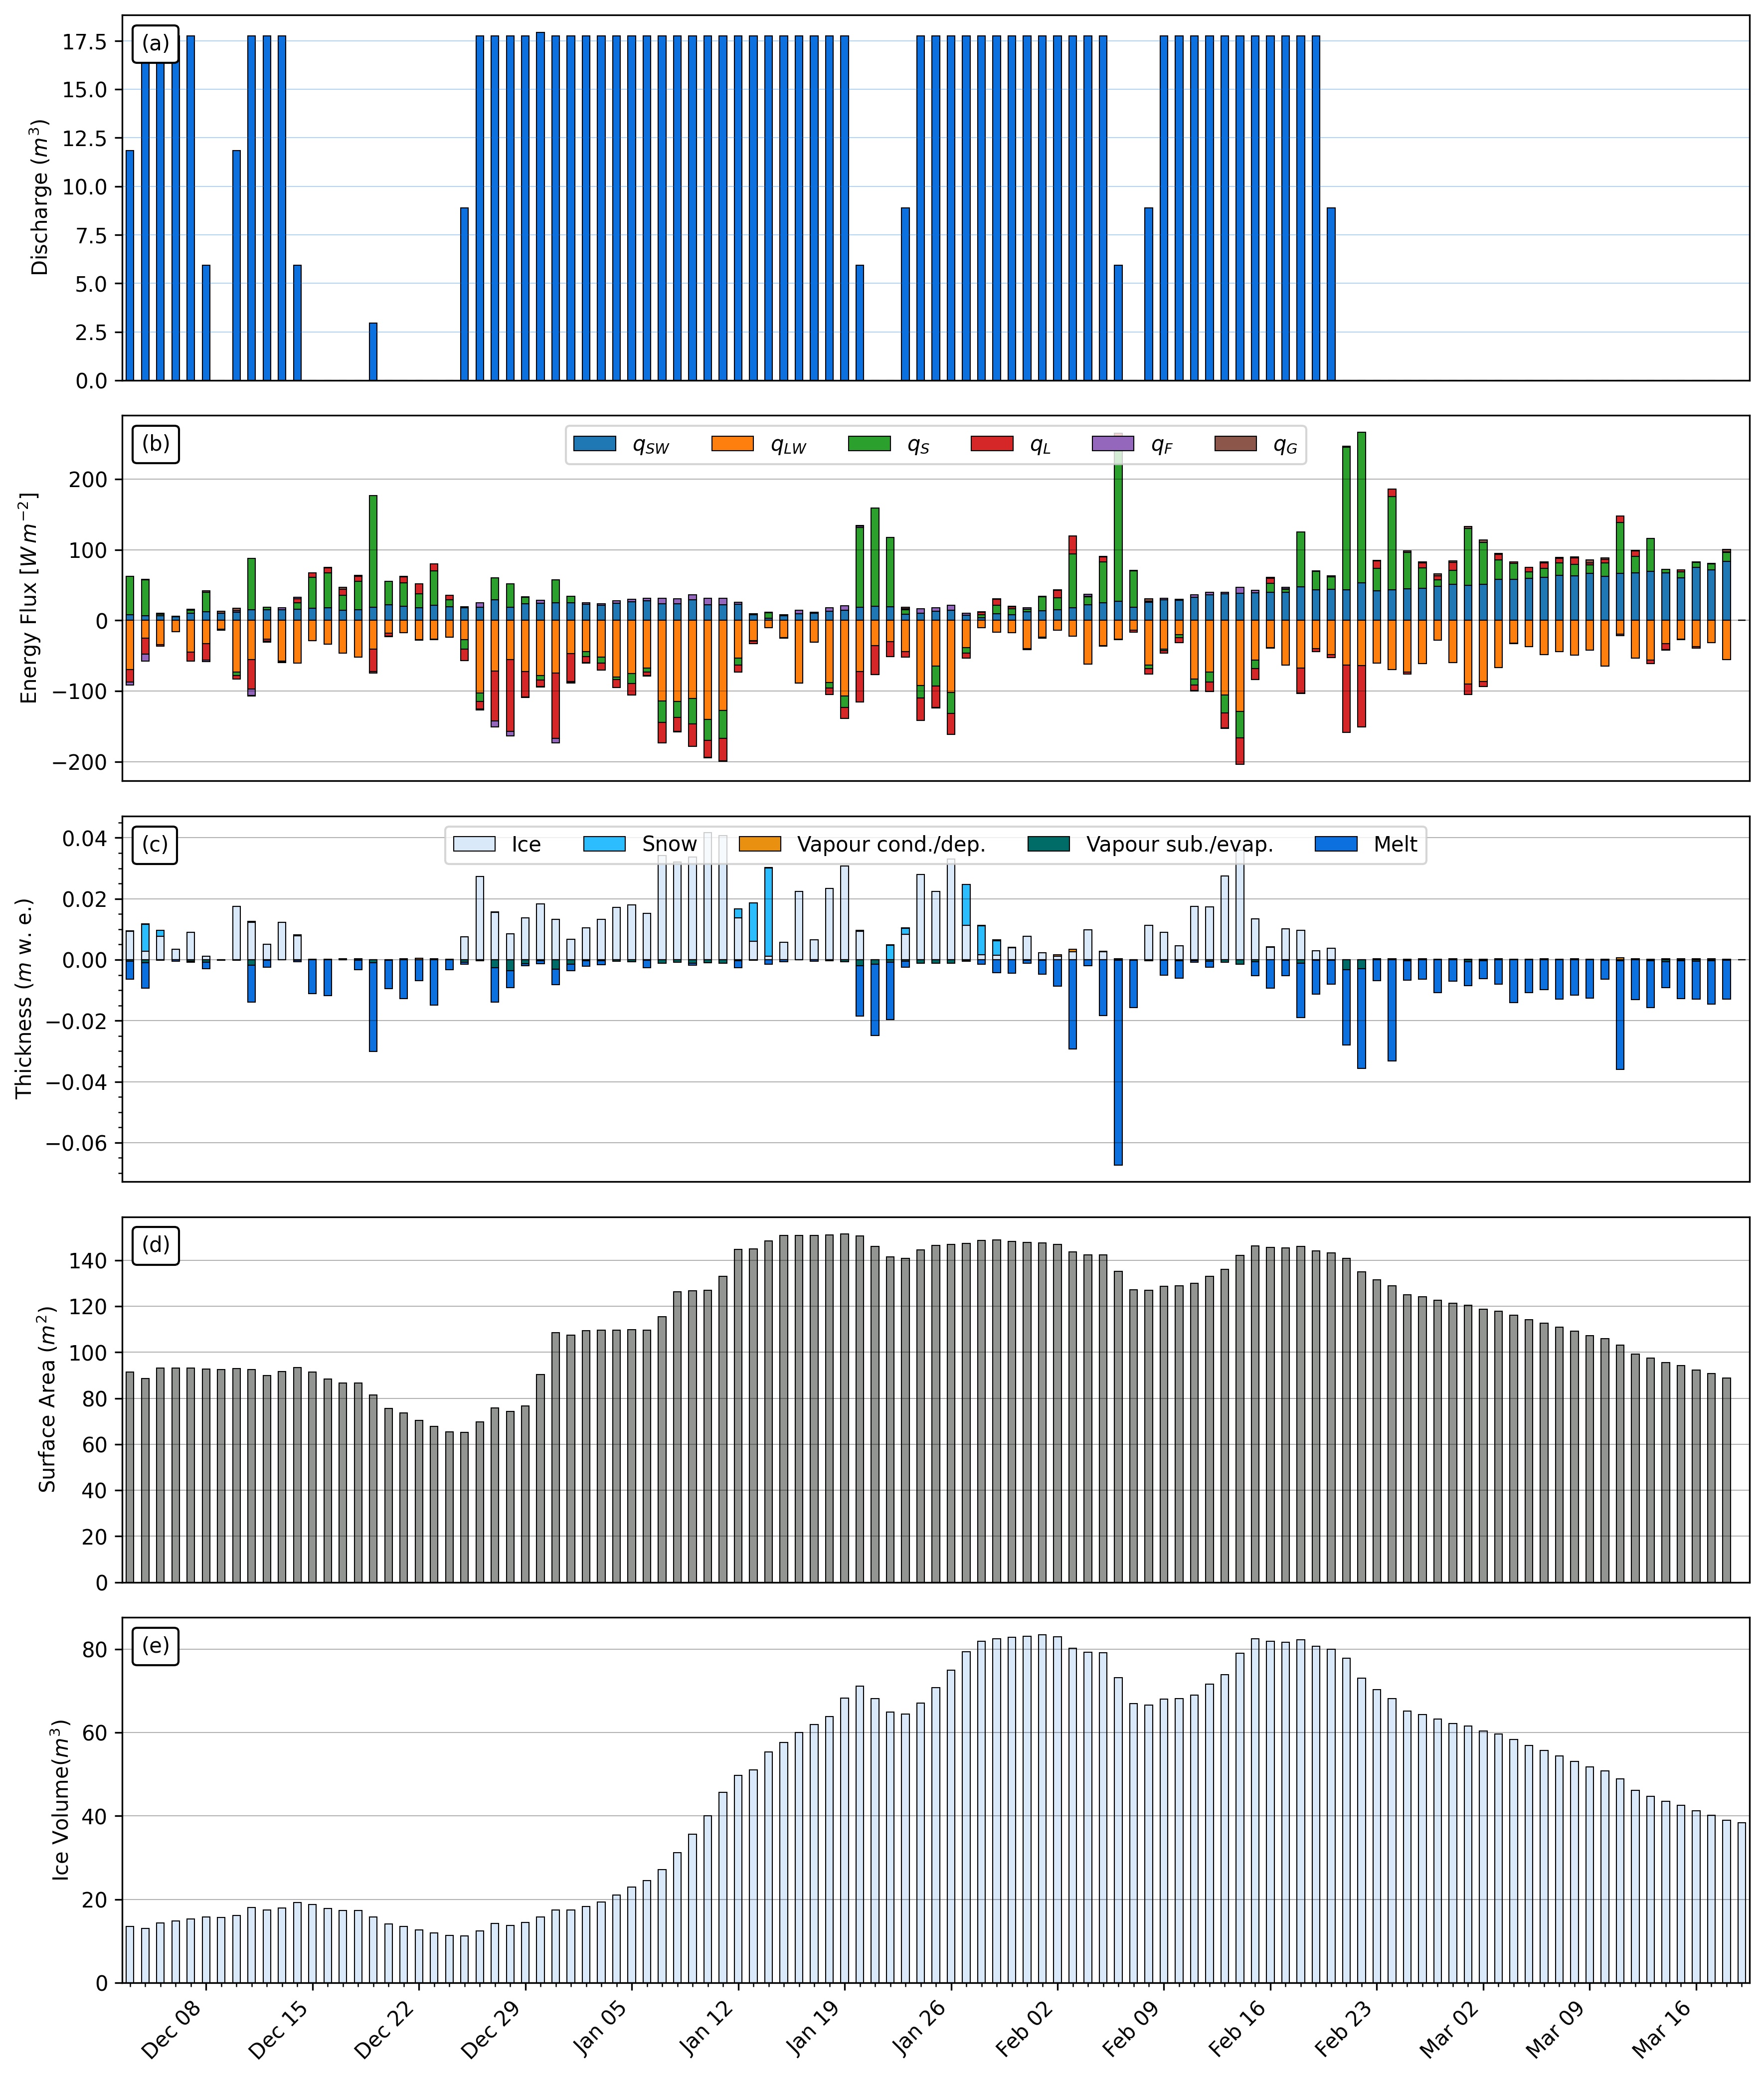 (a)
17.5
15.0
12.5
10.0
7.5
5.0
2.5
0.0
Discharge (m³)
(b)
q_SW q_LW q_S q_L q_F q_G
200
100
0
−100
−200
Energy Flux [W m⁻²]
(c)
Ice Snow Vapour cond./dep. Vapour sub./evap. Melt
0.04
0.02
0.00
−0.02
−0.04
−0.06
Thickness (m w. e.)
(d)
140
120
100
80
60
40
20
0
Surface Area (m²)
(e)
80
60
40
20
0
Ice Volume(m³)
Dec 08 Dec 15 Dec 22 Dec 29 Jan 05 Jan 12 Jan 19 Jan 26 Feb 02 Feb 09 Feb 16 Feb 23 Mar 02 Mar 09 Mar 16